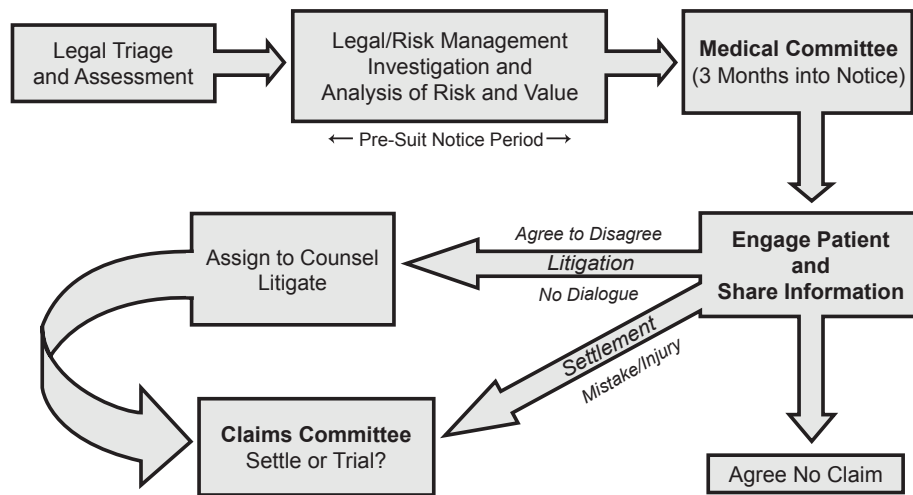 Legal Triage
and Assessment
Legal/Risk Management
Investigation and
Analysis of Risk and Value
Medical Committee
(3 Months into Notice)
← Pre-Suit Notice Period →
Agree to Disagree
Litigation
No Dialogue
Engage Patient
and
Share Information
Assign to Counsel
Litigate
Settlement
Mistake/Injury
Claims Committee
Settle or Trial?
Agree No Claim